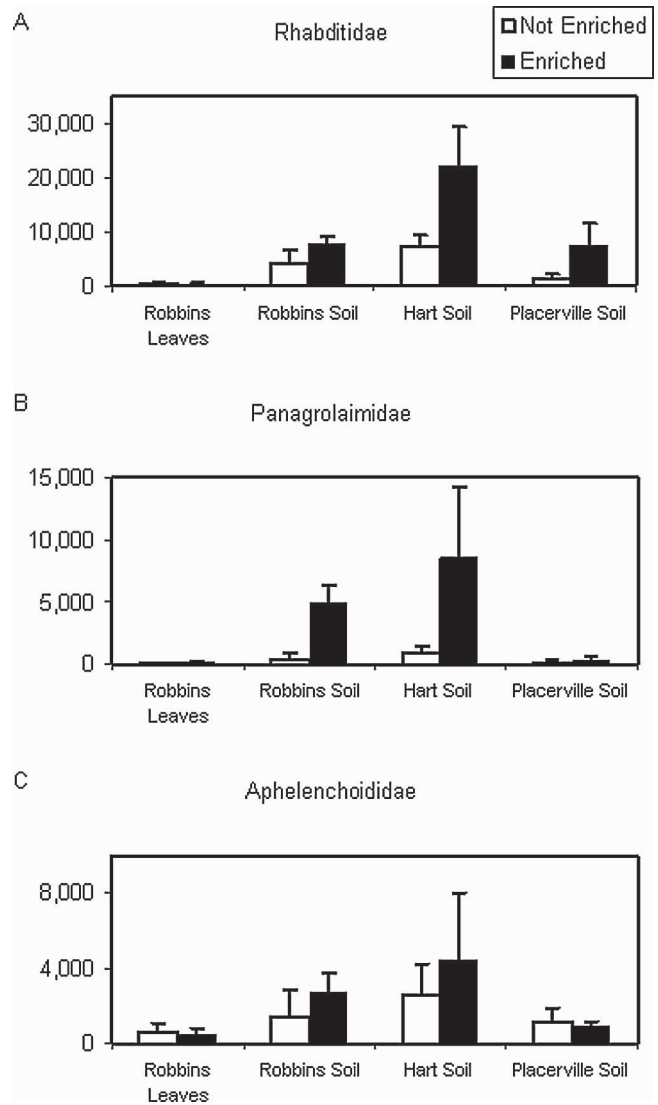 A
Rhabditidae
Not Enriched
Enriched
30,000
20,000
10,000
0
Robbins Leaves
Robbins Soil
Hart Soil
Placerville Soil
B
Panagrolaimidae
15,000
10,000
5,000
0
Robbins Leaves
Robbins Soil
Hart Soil
Placerville Soil
C
Aphelenchoididae
8,000
4,000
0
Robbins Leaves
Robbins Soil
Hart Soil
Placerville Soil